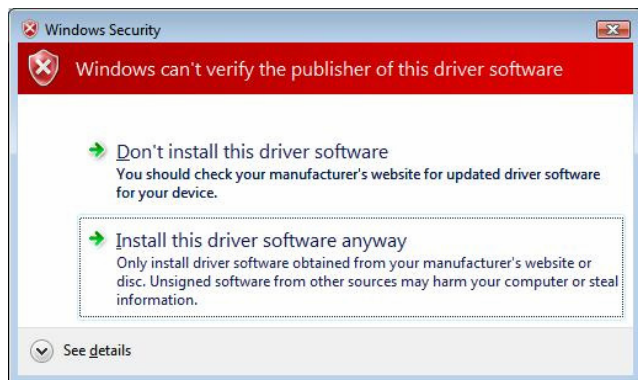 Windows Security
Windows can't verify the publisher of this driver software
Don't install this driver software
You should check your manufacturer's website for updated driver software
for your device.
Install this driver software anyway
Only install driver software obtained from your manufacturer's website or
disc. Unsigned software from other sources may harm your computer or steal
information.
See details